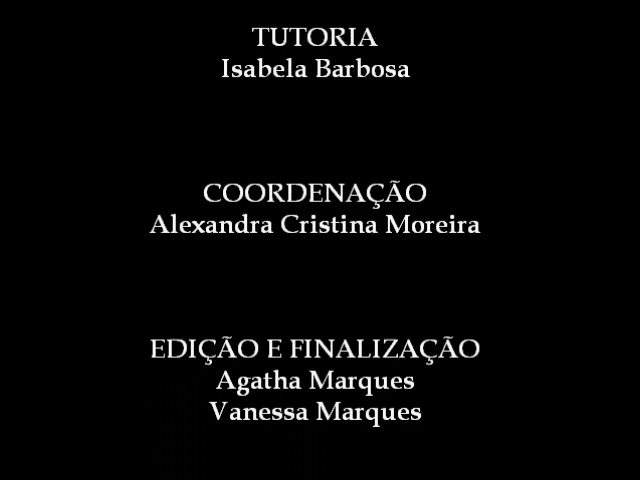 TUTORIA
Isabela Barbosa
COORDENAÇÃO
Alexandra Cristina Moreira
EDIÇÃO E FINALIZAÇÃO
Agatha Marques
Vanessa Marques